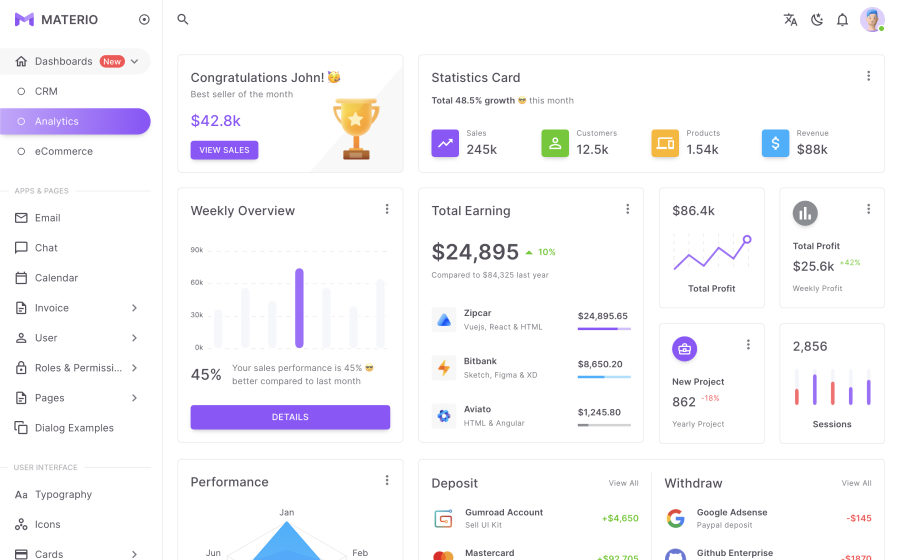 MATERIO
Dashboards New
CRM
Analytics
eCommerce
APPS & PAGES
Email
Chat
Calendar
Invoice
User
Roles & Permissi...
Pages
Dialog Examples
USER INTERFACE
Aa Typography
Icons
Cards
Congratulations John! 🥳
Best seller of the month
$42.8k
VIEW SALES
Statistics Card
Total 48.5% growth 😎 this month
Sales
245k
Customers
12.5k
Products
1.54k
Revenue
$88k
Weekly Overview
90k
60k
30k
0k
45%
Your sales performance is 45% 😎
better compared to last month
DETAILS
Total Earning
$24,895 10%
Compared to $84,325 last year
Zipcar
Vuejs, React & HTML
$24,895.65
Bitbank
Sketch, Figma & XD
$8,650.20
Aviato
HTML & Angular
$1,245.80
$86.4k
Total Profit
Total Profit
$25.6k +42%
Weekly Profit
New Project
862 -18%
Yearly Project
2,856
Sessions
Performance
Jan
Jun
Feb
Deposit
View All
Gumroad Account
Sell UI Kit
+$4,650
Mastercard
+$92,705
Withdraw
View All
Google Adsense
Paypal deposit
-$145
Github Enterprise
-$1870